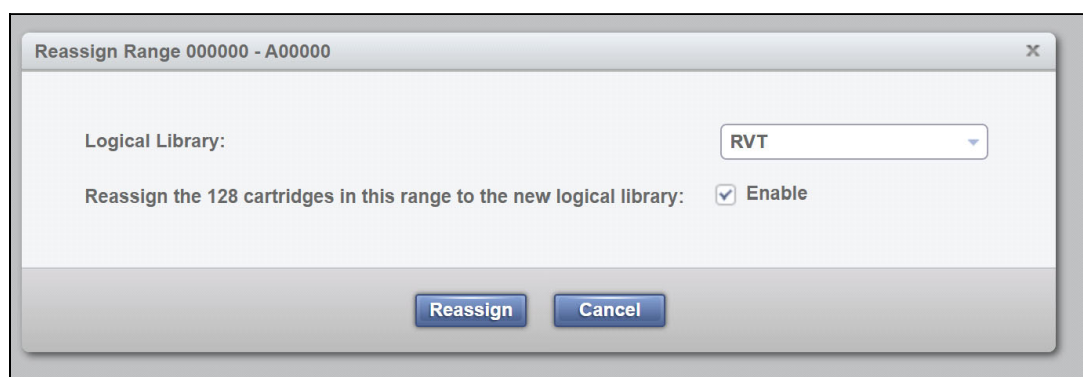 Reassign Range 000000 - A00000
Logical Library:
RVT
Reassign the 128 cartridges in this range to the new logical library:
Enable
Reassign
Cancel